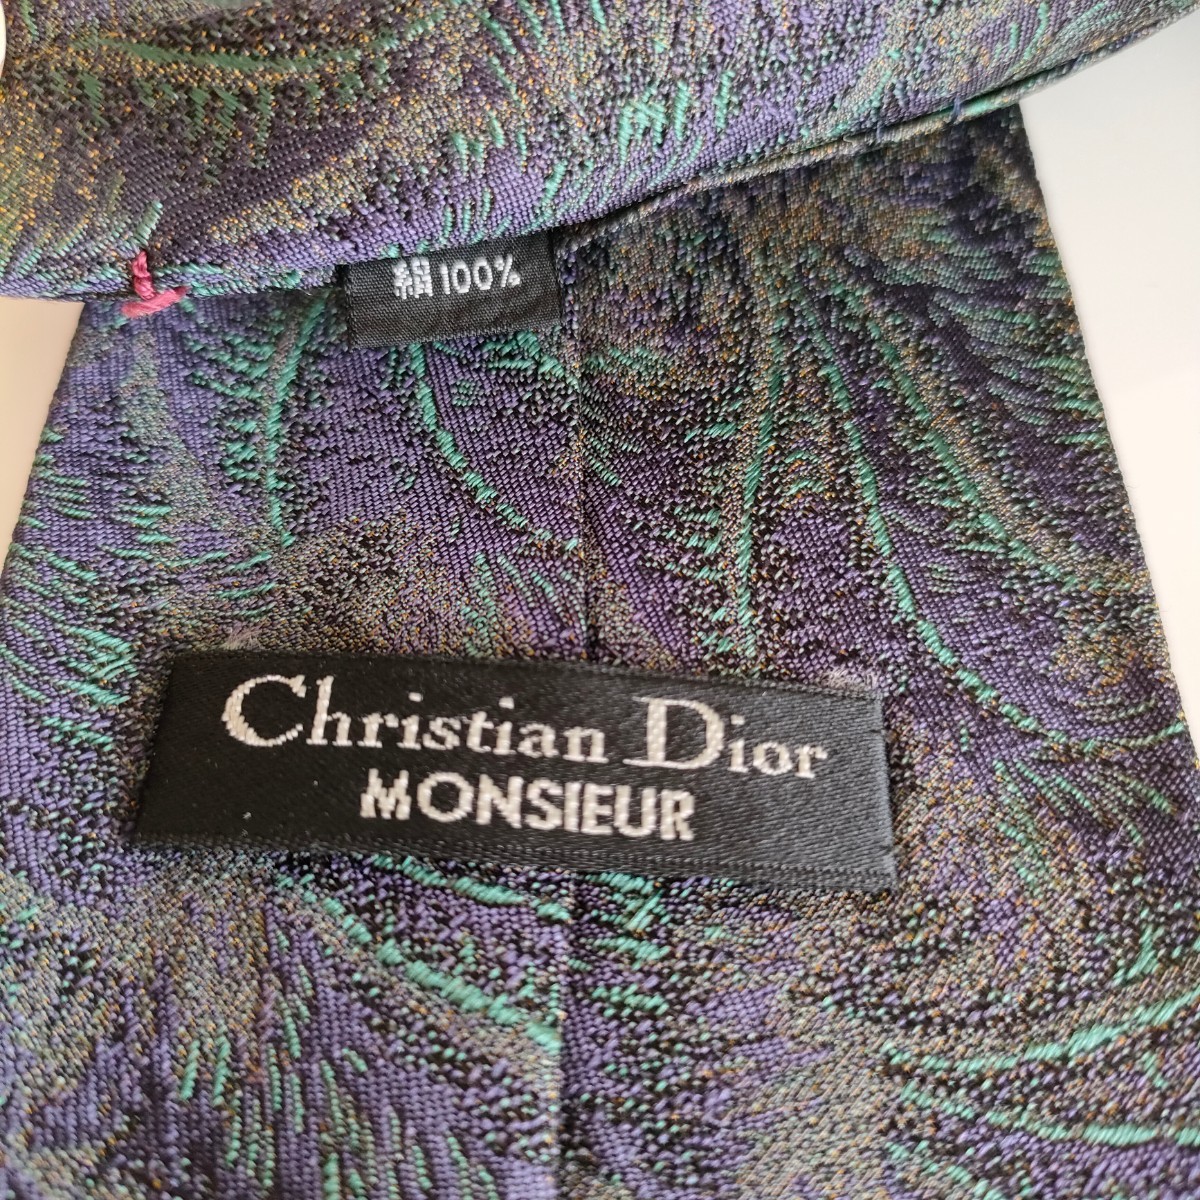 絹100%
Christian Dior
MONSIEUR